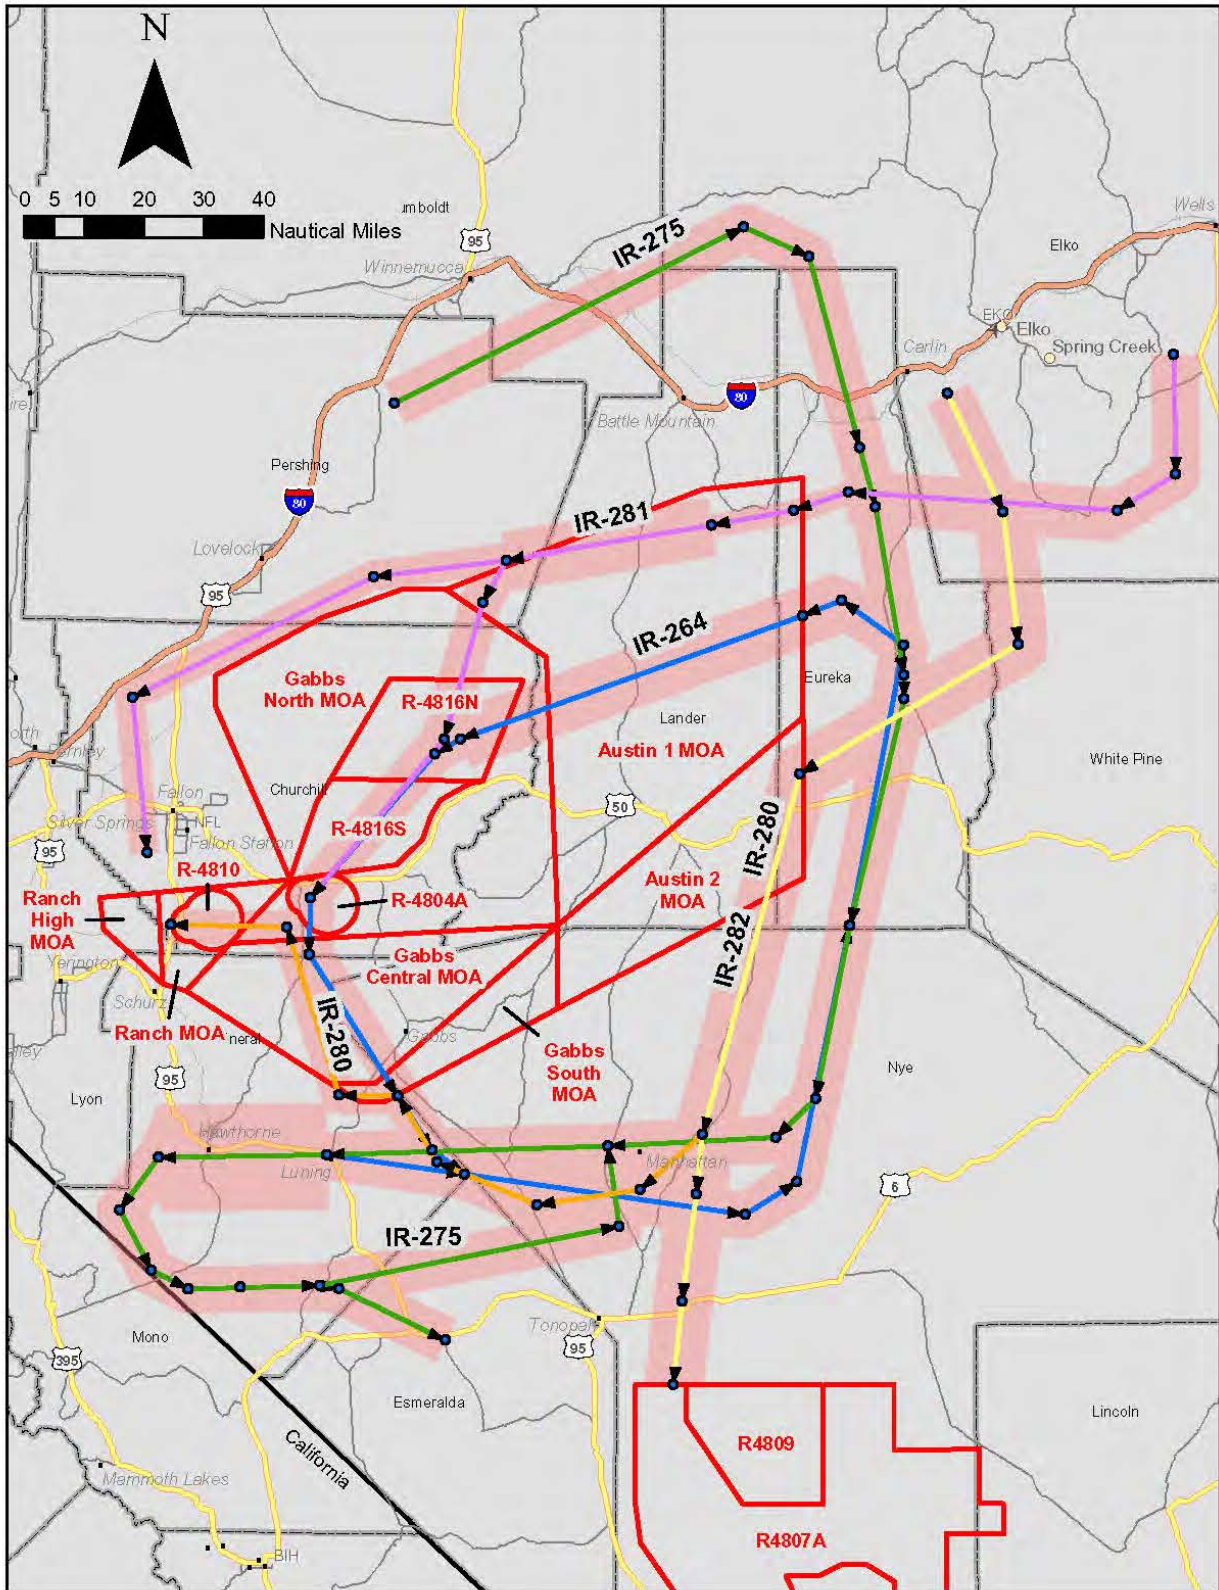 N
0 5 10 20 30 40
Nautical Miles
umboldt
95
Winnemucca
IR-275
Wells
Elko
EKO
Elko
Spring Creek
Carlin
80
Battle Mountain
Pershing
80
Lovelock
95
IR-281
IR-264
Gabbs
North MOA
R-4816N
Eureka
Lander
Austin 1 MOA
White Pine
Fernley
Churchill
Fallon
50
Silver Springs
NFL
R-4816S
Fallon Station
95
IR-280
R-4810
Ranch
High
MOA
R-4804A
Austin 2
MOA
Gabbs
Central MOA
IR-282
Yerington
Schurz
Ranch MOA
neral
IR-280
Gabbs
Gabbs
South
MOA
Nye
95
Lyon
Hawthorne
Luning
Manhattan
6
IR-275
Mono
Tonopah
95
395
Esmeralda
Lincoln
California
R4809
Mammoth Lakes
R4807A
BIH